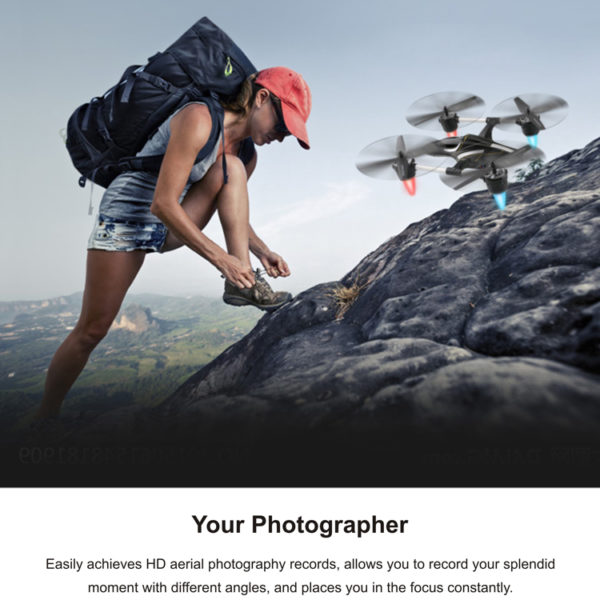 Your Photographer
Easily achieves HD aerial photography records, allows you to record your splendid
moment with different angles, and places you in the focus constantly.